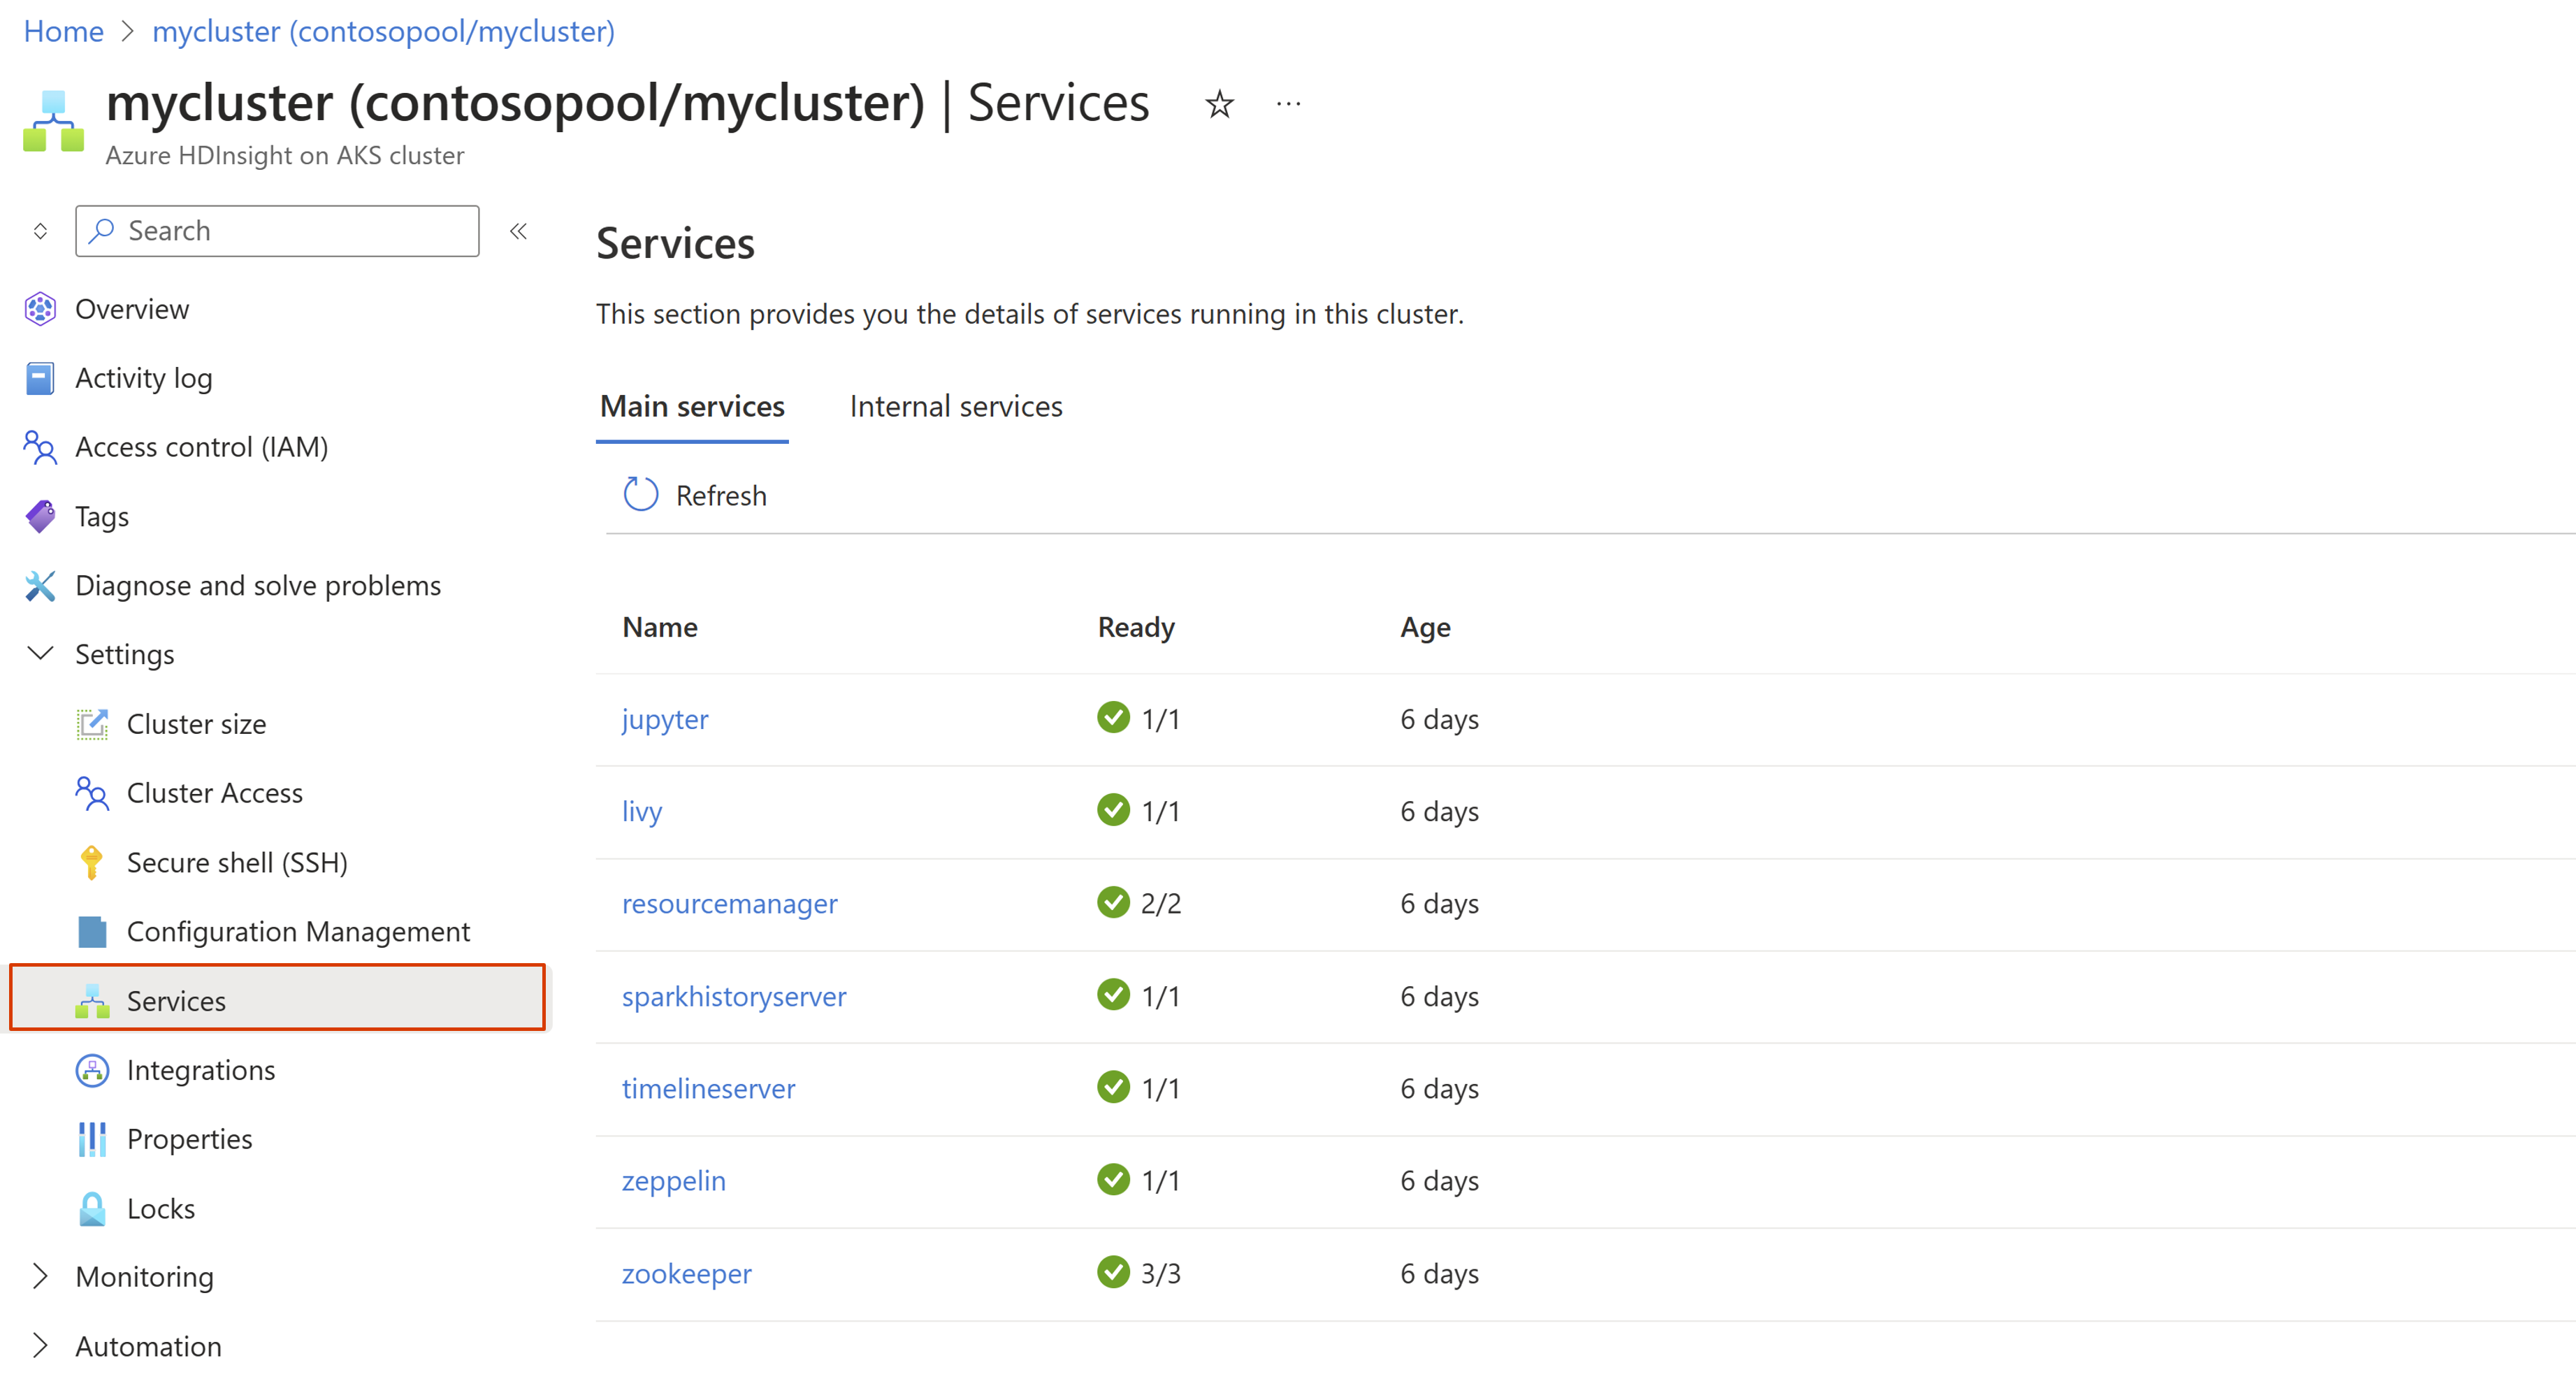 Home > mycluster (contosopool/mycluster)
mycluster (contosopool/mycluster) | Services ...
Azure HDInsight on AKS cluster
Search
Overview
Activity log
Access control (IAM)
Tags
Diagnose and solve problems
Settings
Cluster size
Cluster Access
Secure shell (SSH)
Configuration Management
Services
Integrations
Properties
Locks
Monitoring
Automation
Services
This section provides you the details of services running in this cluster.
Main services Internal services
Refresh
Name Ready Age
jupyter 1/1 6 days
livy 1/1 6 days
resourcemanager 2/2 6 days
sparkhistoryserver 1/1 6 days
timelineserver 1/1 6 days
zeppelin 1/1 6 days
zookeeper 3/3 6 days